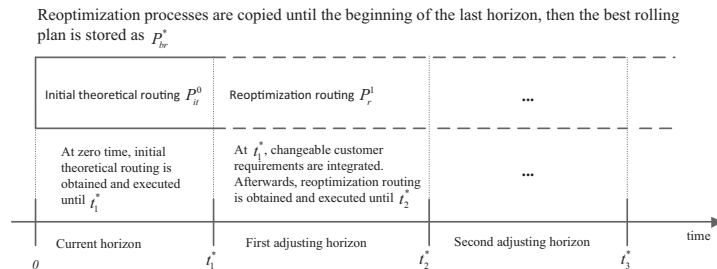 Reoptimization processes are copied until the beginning of the last horizon, then the best rolling
plan is stored as P*br
Initial theoretical routing P⁰it
Reoptimization routing P¹r
...
At zero time, initial
theoretical routing is
obtained and executed
until t*1
At t*1, changeable customer
requirements are integrated.
Afterwards, reoptimization routing
is obtained and executed until t*2
...
time
Current horizon
First adjusting horizon
Second adjusting horizon
0
t*1
t*2
t*3